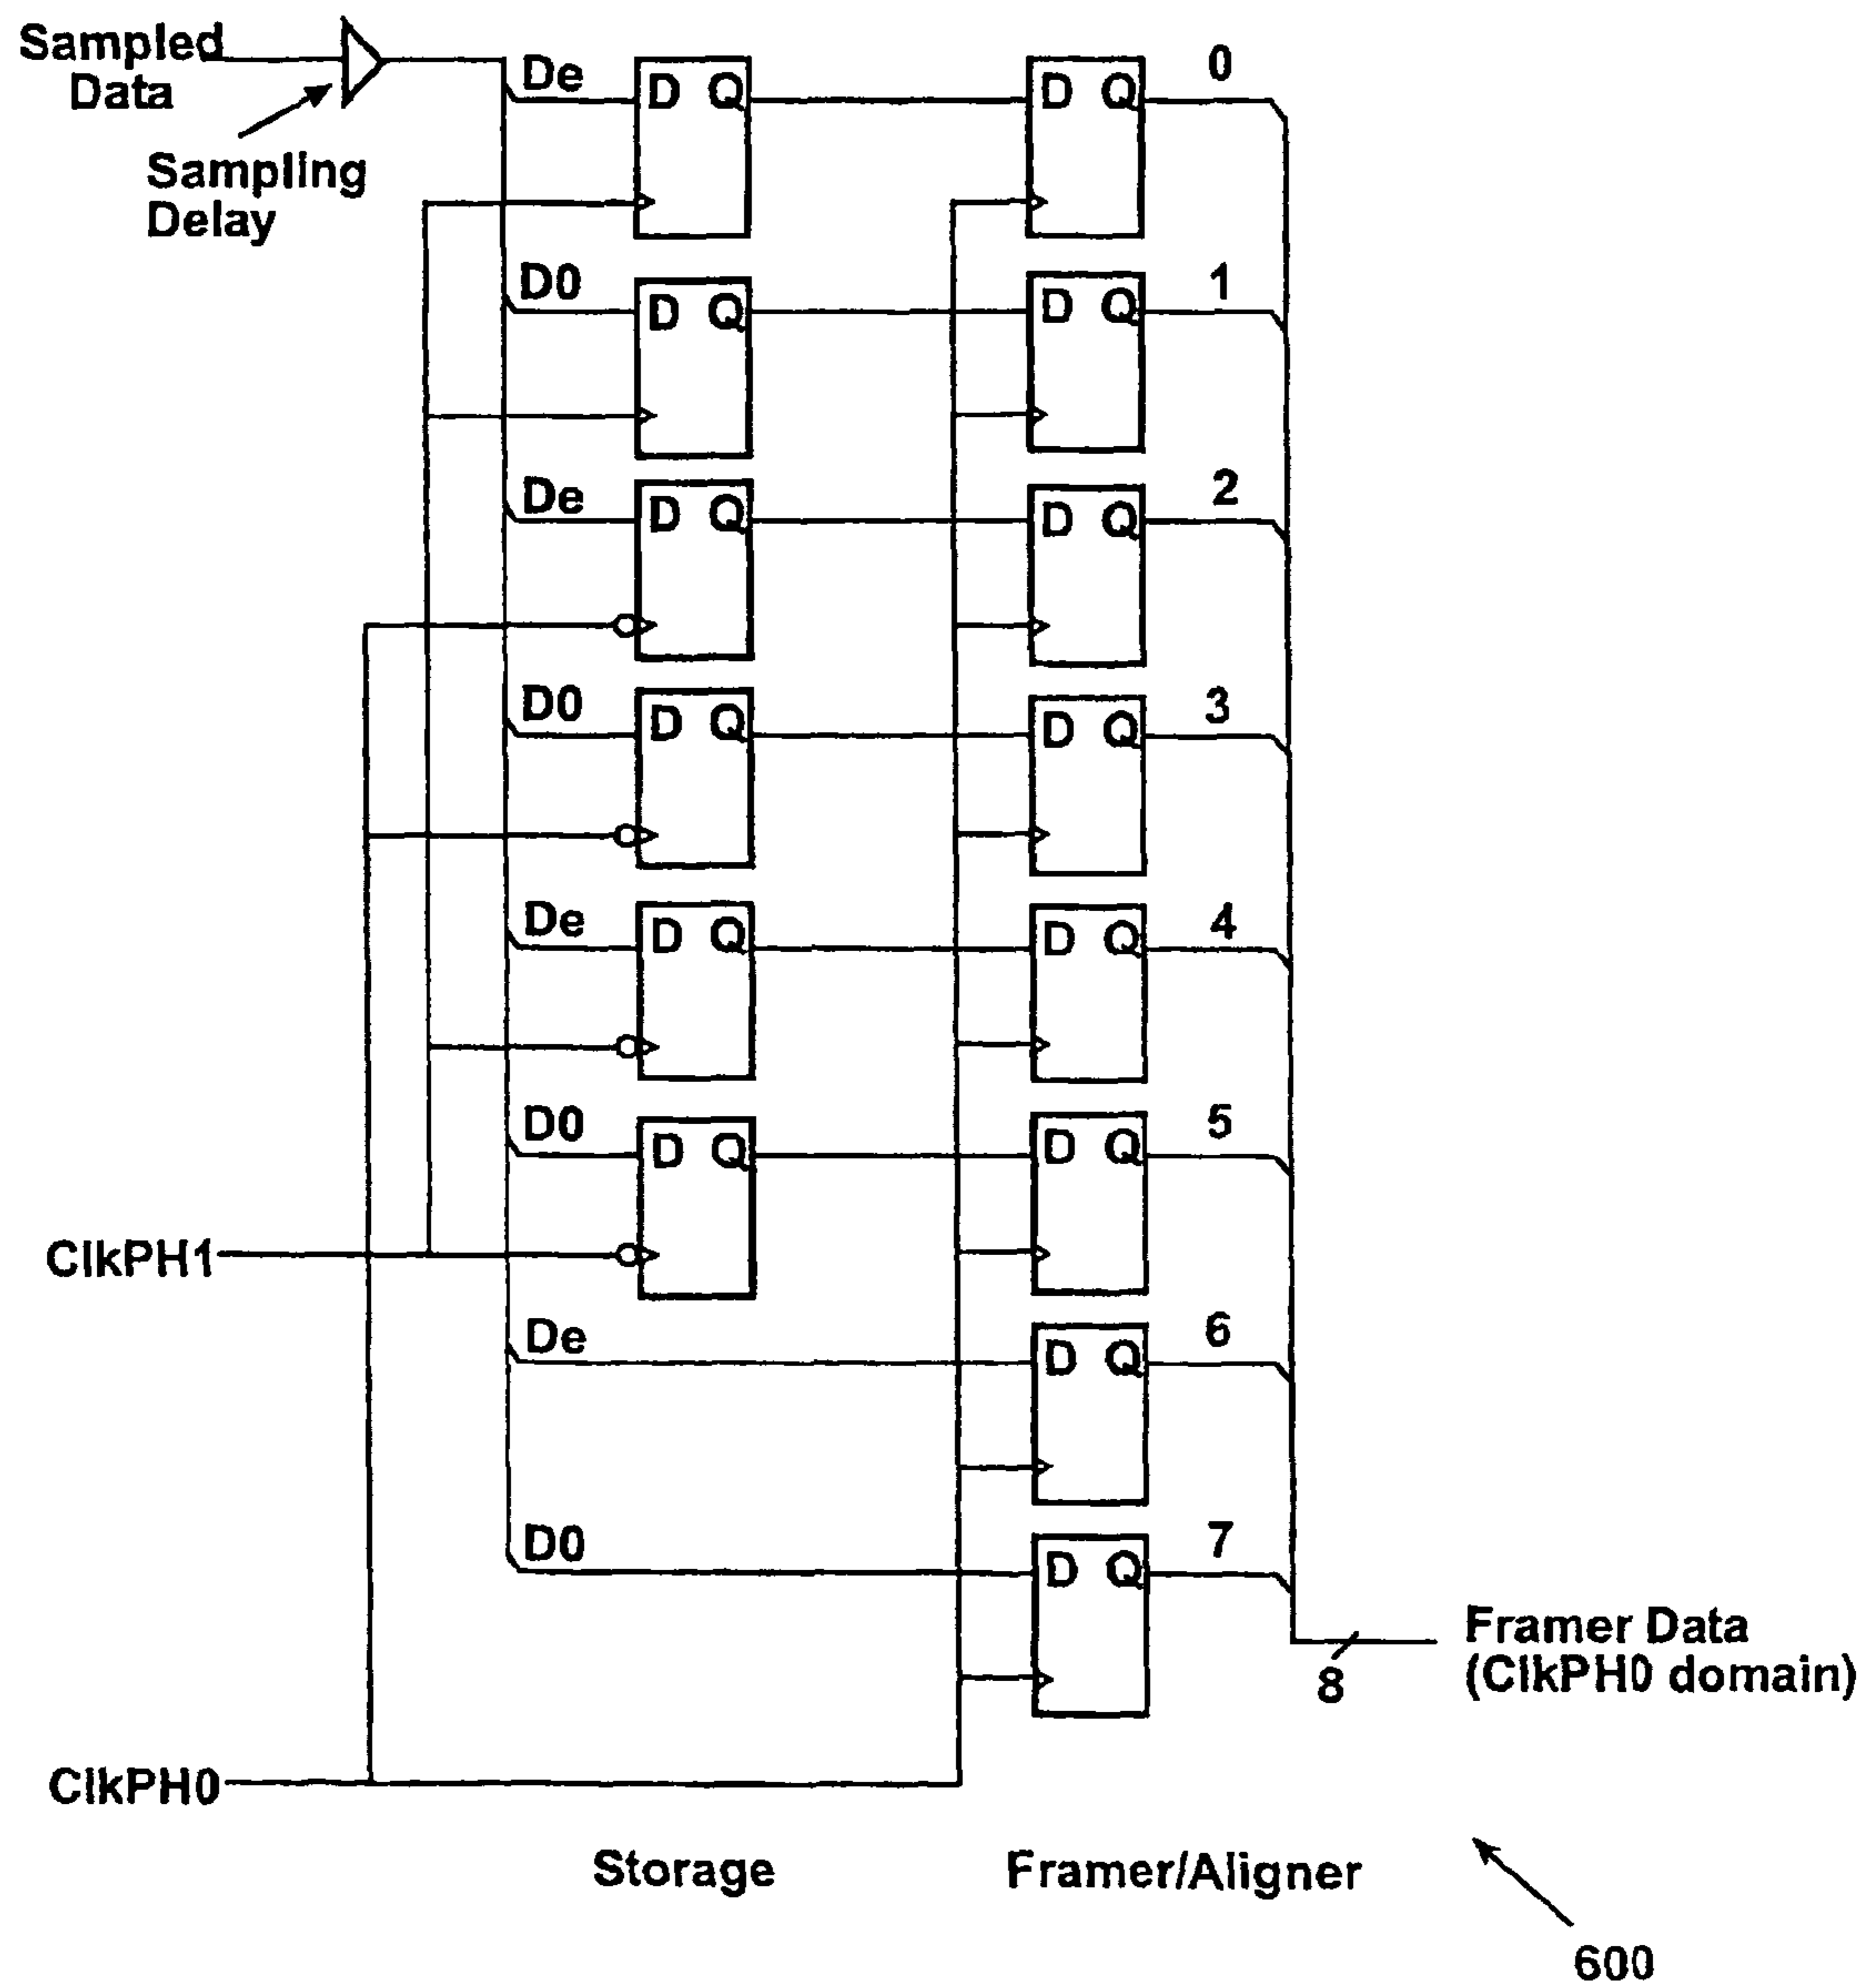 Sampled
Data
Sampling
Delay
De D Q D Q 0
D0 D Q D Q 1
De D Q D Q 2
D0 D Q D Q 3
De D Q D Q 4
D0 D Q D Q 5
ClkPH1
De D Q 6
D0 D Q 7
Framer Data
(ClkPH0 domain)
8
ClkPH0
Storage Framer/Aligner
600